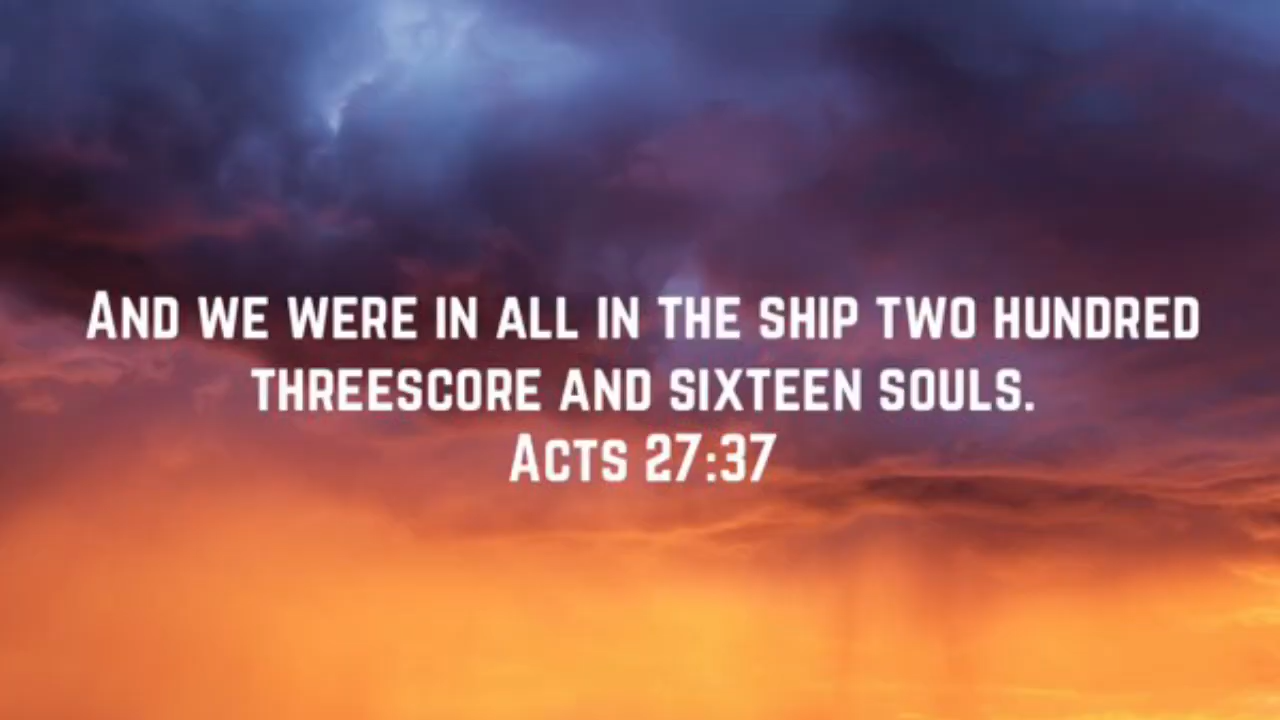 And we were in all in the ship two hundred
threescore and sixteen souls.
Acts 27:37